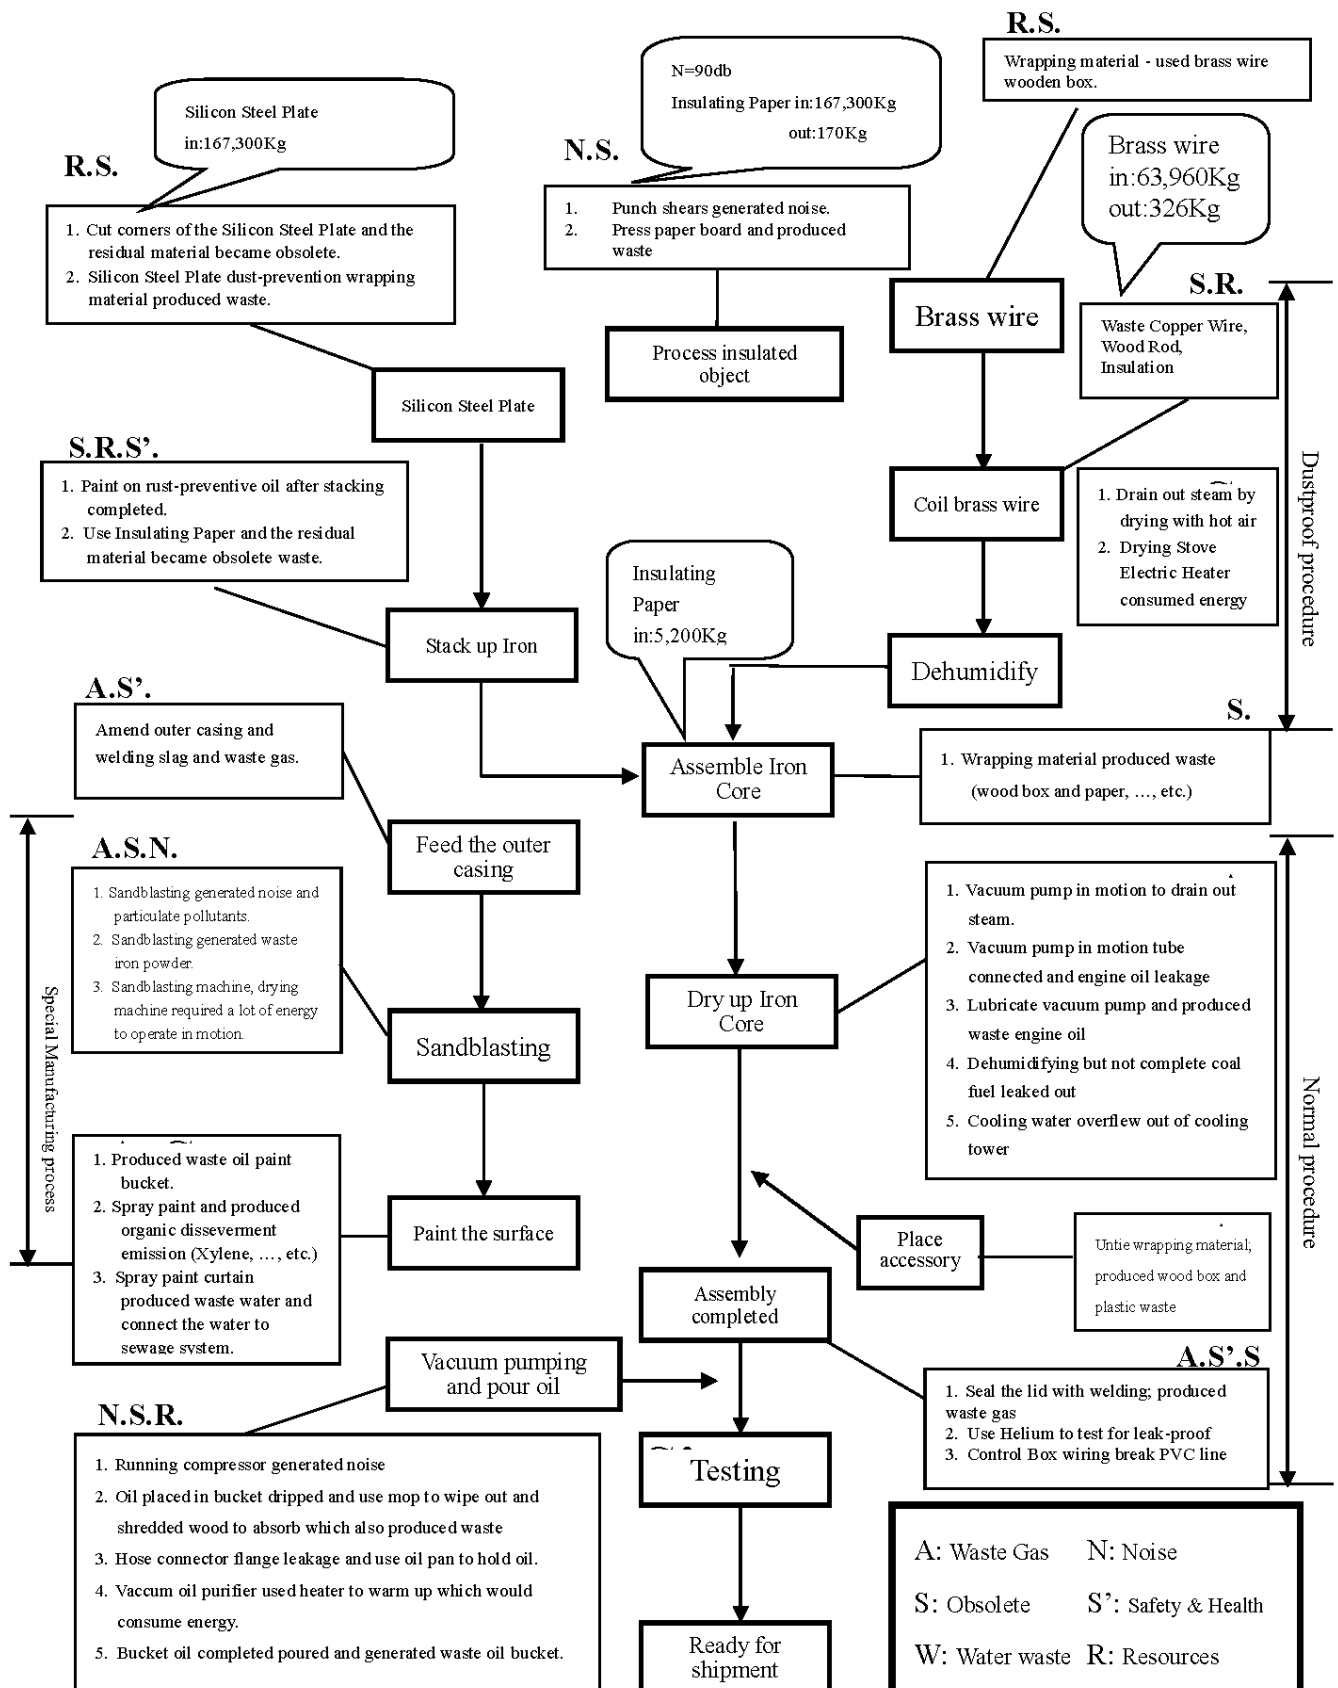 R.S.
Wrapping material - used brass wire
wooden box.
N=90db
Insulating Paper in:167,300Kg
out:170Kg
Silicon Steel Plate
in:167,300Kg
Brass wire
in:63,960Kg
out:326Kg
R.S.
N.S.
1. Cut corners of the Silicon Steel Plate and the
residual material became obsolete.
2. Silicon Steel Plate dust-prevention wrapping
material produced waste.
1. Punch shears generated noise.
2. Press paper board and produced
waste
S.R.
Brass wire
Waste Copper Wire,
Wood Rod,
Insulation
Process insulated
object
Silicon Steel Plate
Dustproof procedure
S.R.S’.
1. Paint on rust-preventive oil after stacking
completed.
2. Use Insulating Paper and the residual
material became obsolete waste.
Coil brass wire
1. Drain out steam by
drying with hot air
2. Drying Stove
Electric Heater
consumed energy
Insulating
Paper
in:5,200Kg
Stack up Iron
Dehumidify
A.S’.
Amend outer casing and
welding slag and waste gas.
S.
Assemble Iron
Core
1. Wrapping material produced waste
(wood box and paper, …, etc.)
Feed the outer
casing
A.S.N.
1. Sandblasting generated noise and
particulate pollutants.
2. Sandblasting generated waste
iron powder.
3. Sandblasting machine, drying
machine required a lot of energy
to operate in motion.
Special Manufacturing process
Sandblasting
Dry up Iron
Core
1. Vacuum pump in motion to drain out
steam.
2. Vacuum pump in motion tube
connected and engine oil leakage
3. Lubricate vacuum pump and produced
waste engine oil
4. Dehumidifying but not complete coal
fuel leaked out
5. Cooling water overflew out of cooling
tower
Normal procedure
1. Produced waste oil paint
bucket.
2. Spray paint and produced
organic disseverment
emission (Xylene, …, etc.)
3. Spray paint curtain
produced waste water and
connect the water to
sewage system.
Paint the surface
Place
accessory
Untie wrapping material;
produced wood box and
plastic waste
Assembly
completed
Vacuum pumping
and pour oil
A.S’.S
1. Seal the lid with welding; produced
waste gas
2. Use Helium to test for leak-proof
3. Control Box wiring break PVC line
N.S.R.
1. Running compressor generated noise
2. Oil placed in bucket dripped and use mop to wipe out and
shredded wood to absorb which also produced waste
3. Hose connector flange leakage and use oil pan to hold oil.
4. Vaccum oil purifier used heater to warm up which would
consume energy.
5. Bucket oil completed poured and generated waste oil bucket.
Testing
Ready for
shipment
A: Waste Gas N: Noise
S: Obsolete S’: Safety & Health
W: Water waste R: Resources